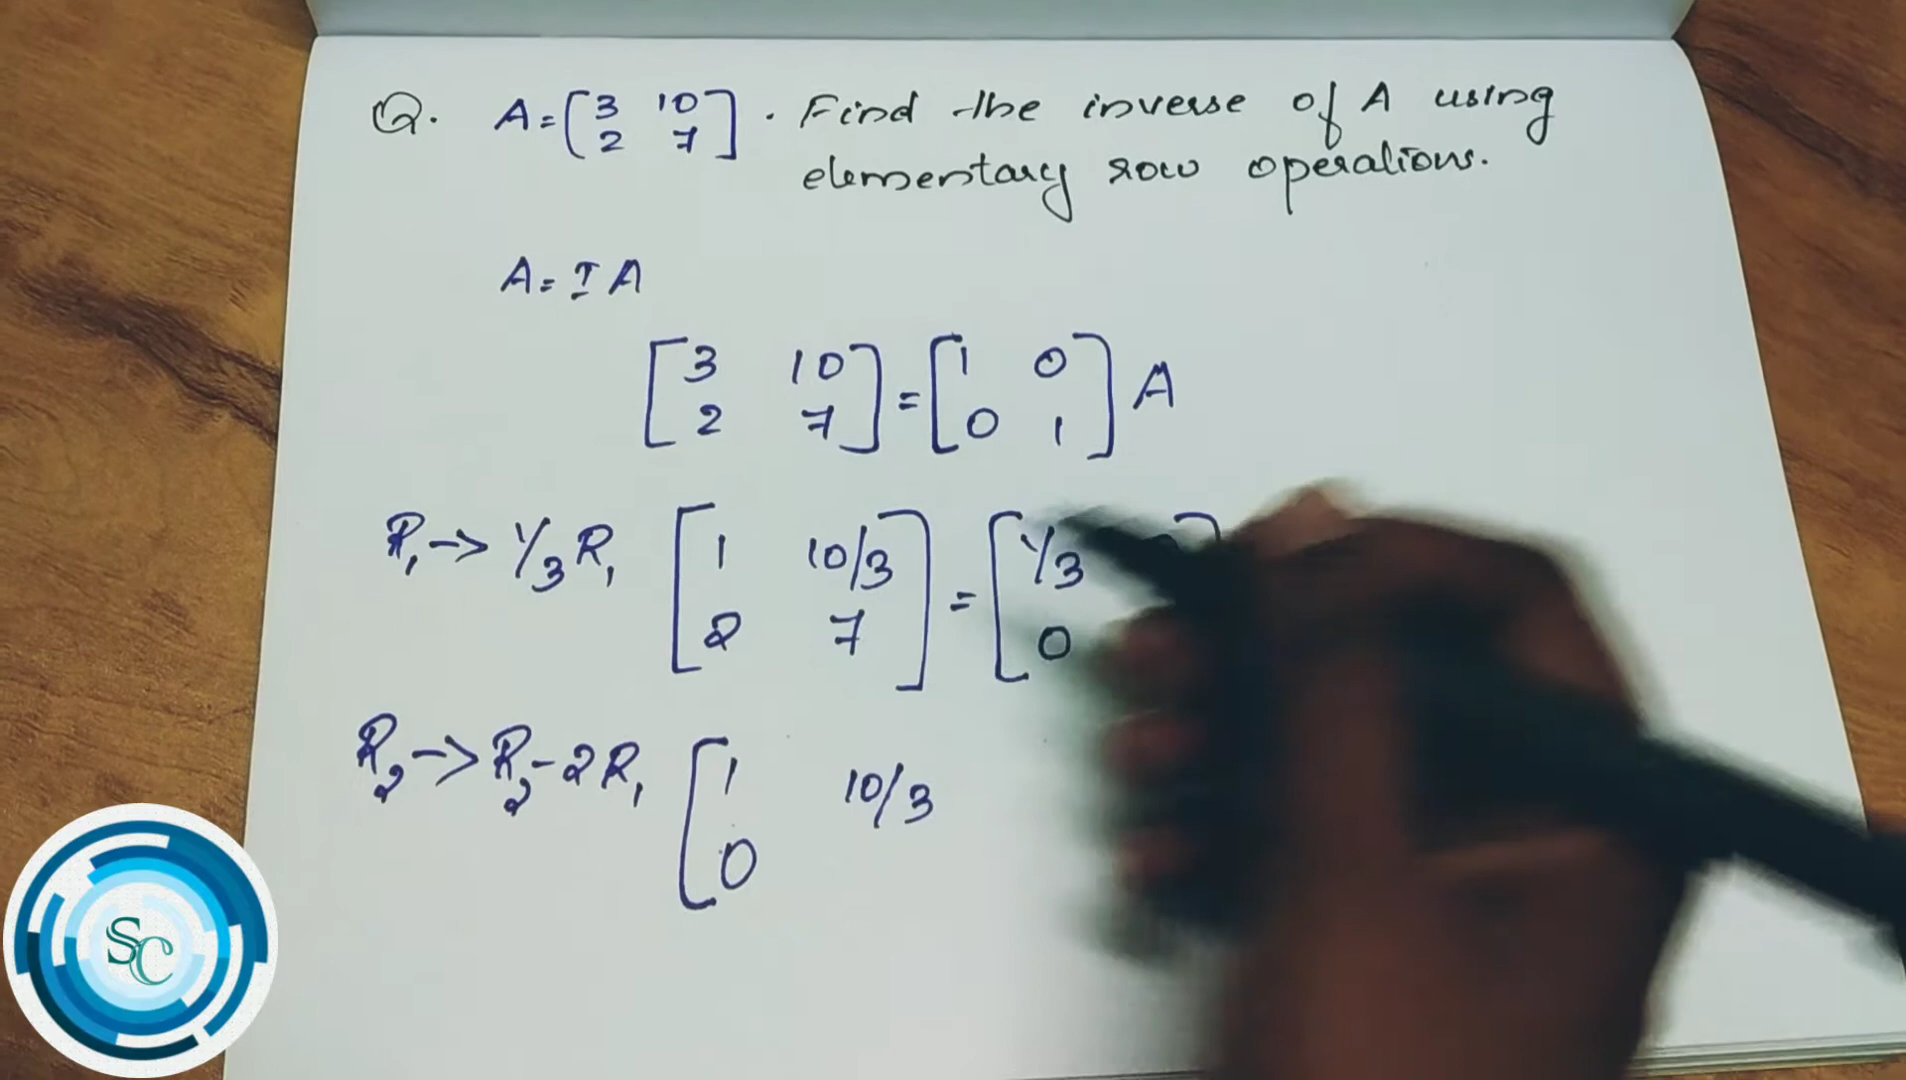 Q. A = [3 10] . Find the inverse of A using
[2 7] elementary row operations.
A = I A
[3 10] = [1 0] A
[2 7] [0 1]
R₁ → 1/3 R₁ [1 10/3] = [1/3
[2 7] [0
R₂ → R₂ - 2R₁ [1 10/3
[0
SC